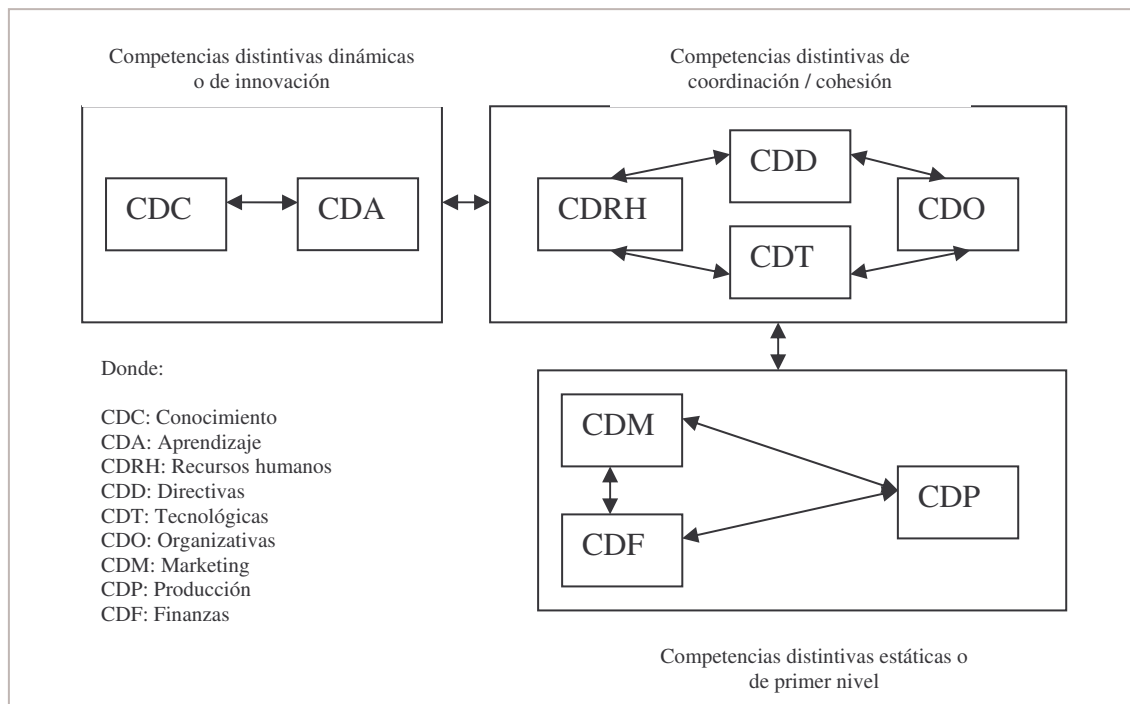 Competencias distintivas dinámicas
o de innovación
Competencias distintivas de
coordinación / cohesión
CDC
CDA
CDRH
CDD
CDT
CDO
Donde:
CDC: Conocimiento
CDA: Aprendizaje
CDRH: Recursos humanos
CDD: Directivas
CDT: Tecnológicas
CDO: Organizativas
CDM: Marketing
CDP: Producción
CDF: Finanzas
CDM
CDF
CDP
Competencias distintivas estáticas o
de primer nivel